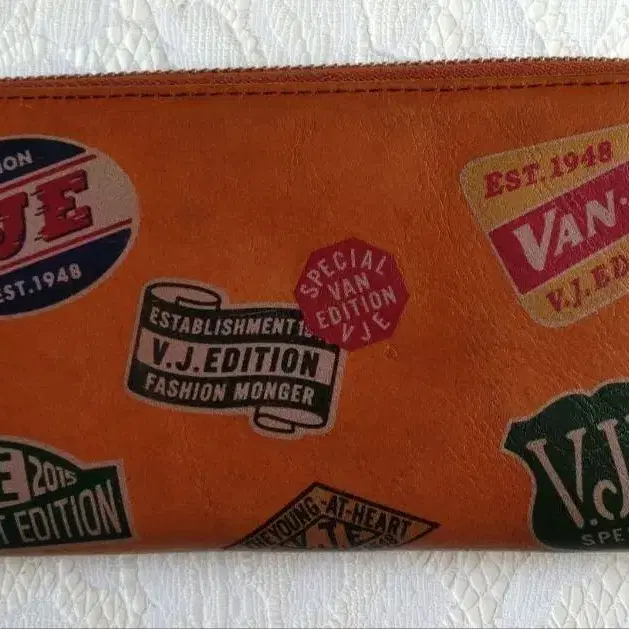 ION
JE
EST.1948
EST.1948
VAN
V.J.ED
SPECIAL
VAN
EDITION
VJE
ESTABLISHMENT
V.J.EDITION
FASHION MONGER
E 2015
T EDITION
YOUNG-AT-HEART
V.J.E
V.J
SPE